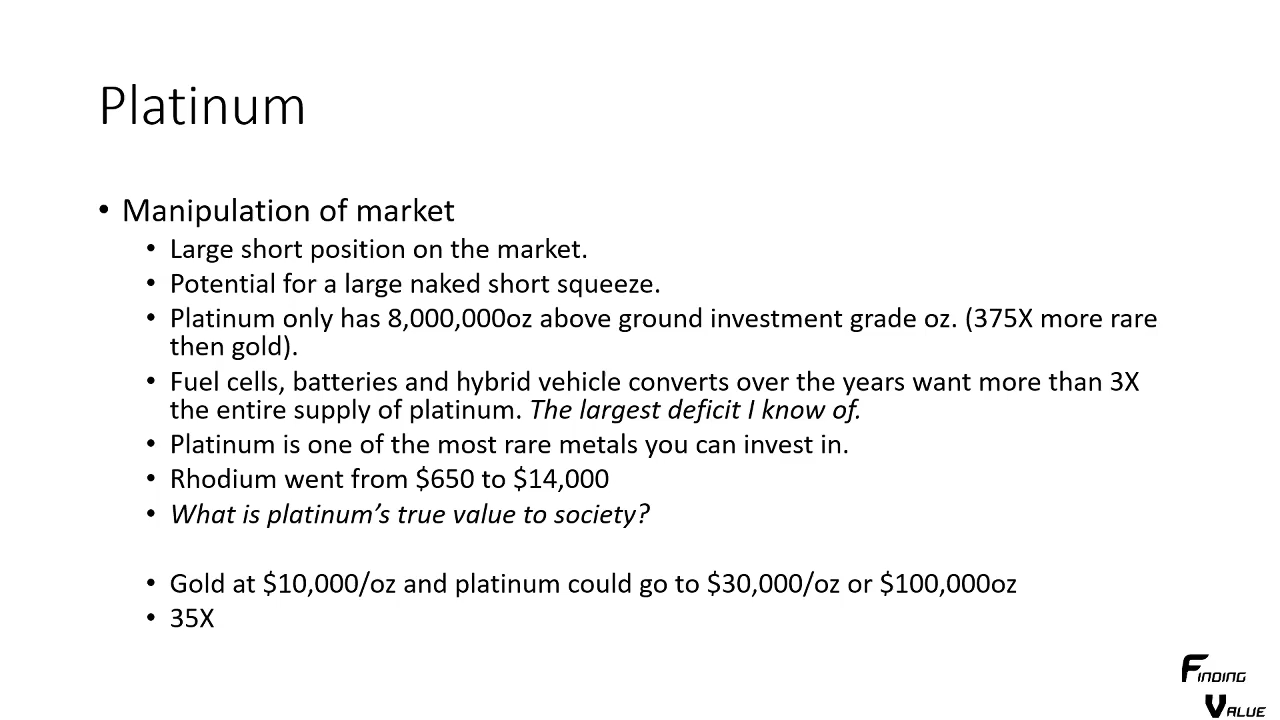 Platinum
• Manipulation of market
• Large short position on the market.
• Potential for a large naked short squeeze.
• Platinum only has 8,000,000oz above ground investment grade oz. (375X more rare
then gold).
• Fuel cells, batteries and hybrid vehicle converts over the years want more than 3X
the entire supply of platinum. The largest deficit I know of.
• Platinum is one of the most rare metals you can invest in.
• Rhodium went from $650 to $14,000
• What is platinum's true value to society?
• Gold at $10,000/oz and platinum could go to $30,000/oz or $100,000oz
• 35X
Finding
Value